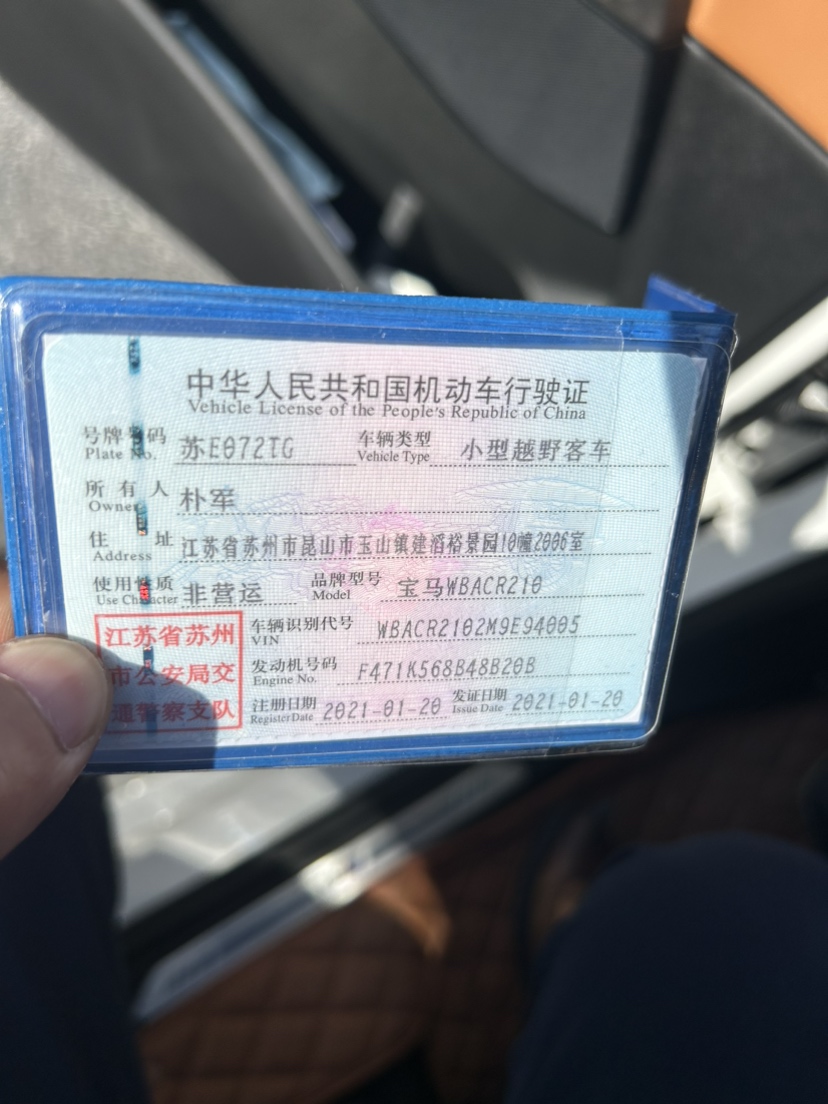 中华人民共和国机动车行驶证
Vehicle License of the People's Republic of China
号牌号码 苏E072TG 车辆类型 小型越野客车
Plate No. Vehicle Type
所有人 朴军
Owner
住址 江苏省苏州市昆山市玉山镇建滔裕景园10幢2006室
Address
使用性质 非营运 品牌型号 宝马WBACR210
Use Character Model
江苏省苏州
市公安局交
通警察支队
车辆识别代号 WBACR2102M9E94005
VIN
发动机号码 F471K568B48B20B
Engine No.
注册日期 2021-01-20 发证日期 2021-01-20
Register Date Issue Date